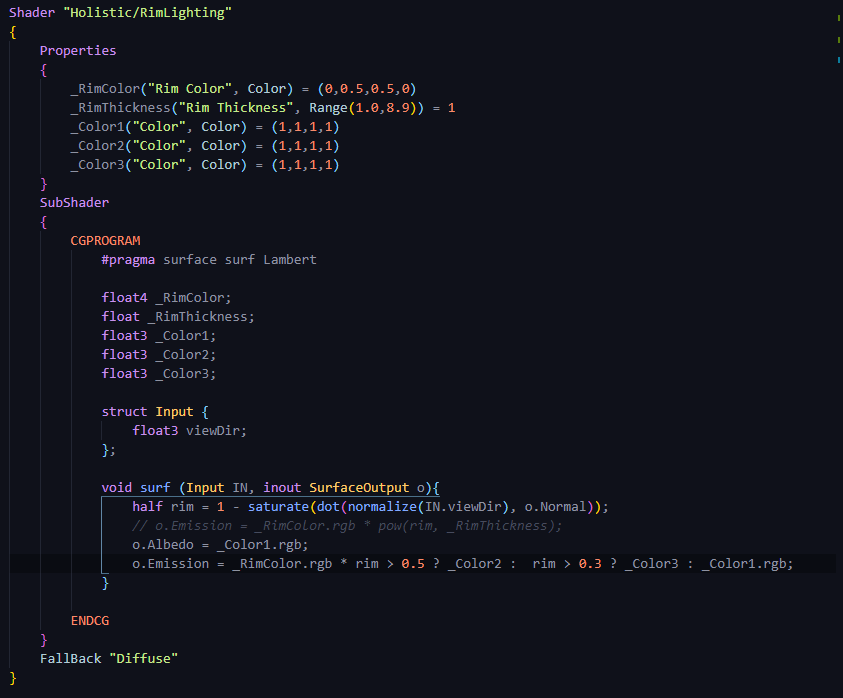 Shader "Holistic/RimLighting"
{
Properties
{
_RimColor("Rim Color", Color) = (0,0.5,0.5,0)
_RimThickness("Rim Thickness", Range(1.0,8.9)) = 1
_Color1("Color", Color) = (1,1,1,1)
_Color2("Color", Color) = (1,1,1,1)
_Color3("Color", Color) = (1,1,1,1)
}
SubShader
{
CGPROGRAM
#pragma surface surf Lambert
float4 _RimColor;
float _RimThickness;
float3 _Color1;
float3 _Color2;
float3 _Color3;
struct Input {
float3 viewDir;
};
void surf (Input IN, inout SurfaceOutput o){
half rim = 1 - saturate(dot(normalize(IN.viewDir), o.Normal));
// o.Emission = _RimColor.rgb * pow(rim, _RimThickness);
o.Albedo = _Color1.rgb;
o.Emission = _RimColor.rgb * rim > 0.5 ? _Color2 :  rim > 0.3 ? _Color3 : _Color1.rgb;
}
ENDCG
}
FallBack "Diffuse"
}